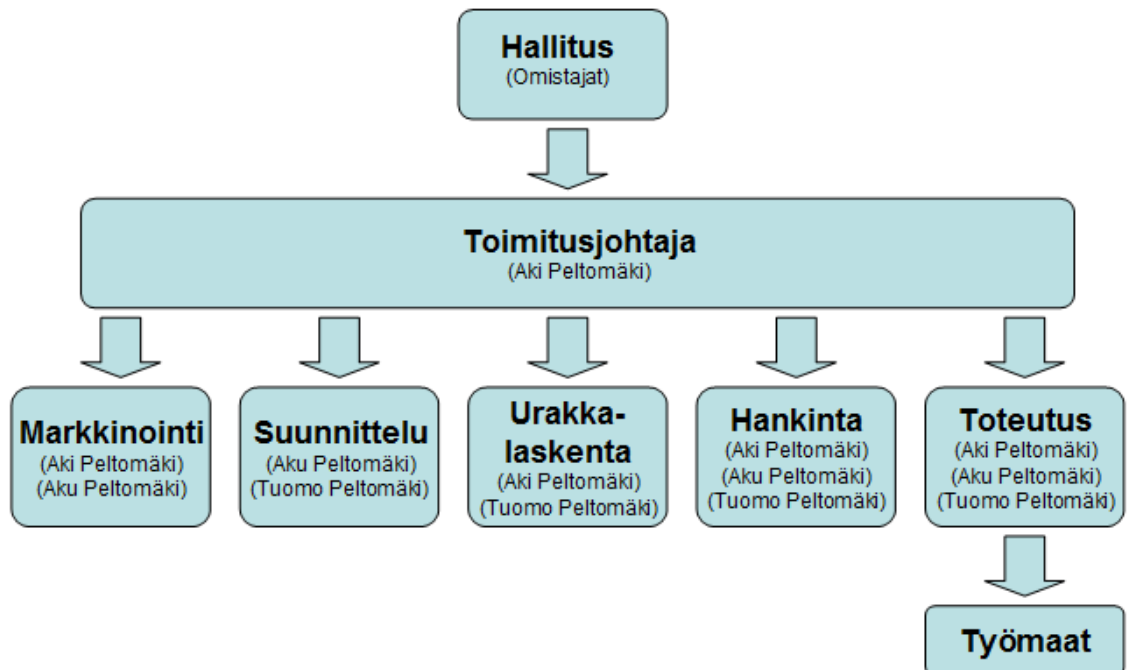 Hallitus
(Omistajat)
Toimitusjohtaja
(Aki Peltomäki)
Markkinointi
(Aki Peltomäki)
(Aku Peltomäki)
Suunnittelu
(Aku Peltomäki)
(Tuomo Peltomäki)
Urakka-
laskenta
(Aki Peltomäki)
(Tuomo Peltomäki)
Hankinta
(Aki Peltomäki)
(Aku Peltomäki)
(Tuomo Peltomäki)
Toteutus
(Aki Peltomäki)
(Aku Peltomäki)
(Tuomo Peltomäki)
Työmaat